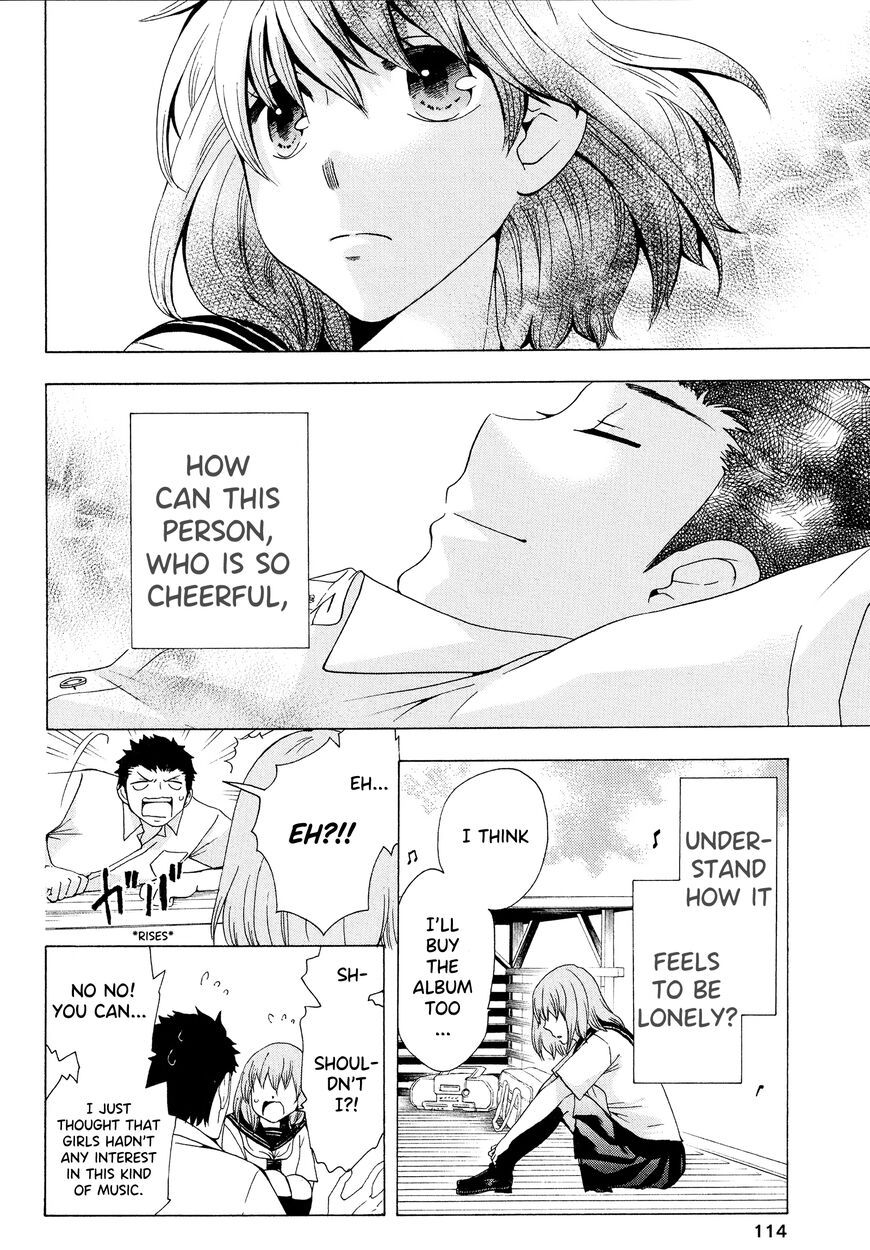 HOW
CAN THIS
PERSON,
WHO IS SO
CHEERFUL,
UNDER-
STAND
HOW IT
FEELS
TO BE
LONELY?
I THINK
I'LL
BUY
THE
ALBUM
TOO
...
EH...
EH?!!
ガバ
*RISES*
SH-
SHOUL-
DN'T
I?!
NO NO!
YOU CAN...
I JUST
THOUGHT THAT
GIRLS HADN'T
ANY INTEREST
IN THIS KIND
OF MUSIC.
114